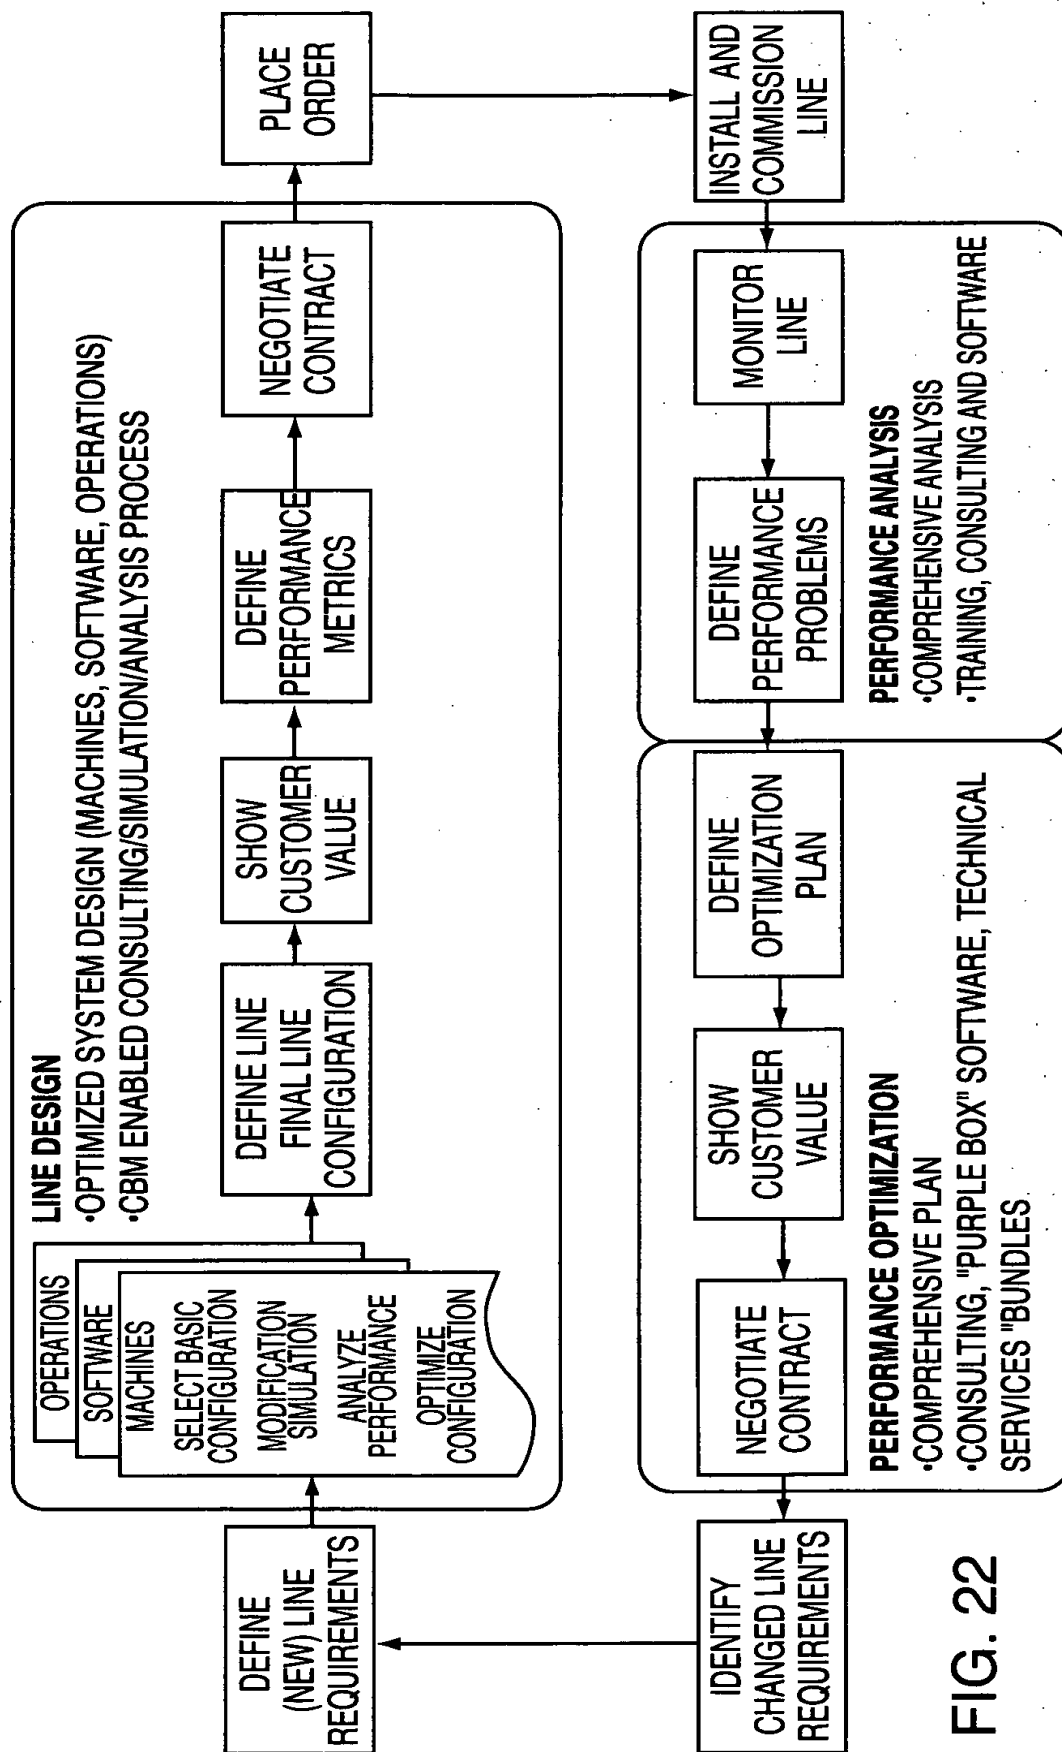 DEFINE
(NEW) LINE
REQUIREMENTS
LINE DESIGN
•OPTIMIZED SYSTEM DESIGN (MACHINES, SOFTWARE, OPERATIONS)
•CBM ENABLED CONSULTING/SIMULATION/ANALYSIS PROCESS
OPERATIONS
SOFTWARE
MACHINES
SELECT BASIC
CONFIGURATION
MODIFICATION
SIMULATION
ANALYZE
PERFORMANCE
OPTIMIZE
CONFIGURATION
DEFINE LINE
FINAL LINE
CONFIGURATION
SHOW
CUSTOMER
VALUE
DEFINE
PERFORMANCE
METRICS
NEGOTIATE
CONTRACT
PLACE
ORDER
INSTALL AND
COMMISSION
LINE
MONITOR
LINE
DEFINE
PERFORMANCE
PROBLEMS
PERFORMANCE ANALYSIS
•COMPREHENSIVE ANALYSIS
•TRAINING, CONSULTING AND SOFTWARE
DEFINE
OPTIMIZATION
PLAN
SHOW
CUSTOMER
VALUE
NEGOTIATE
CONTRACT
PERFORMANCE OPTIMIZATION
•COMPREHENSIVE PLAN
•CONSULTING, "PURPLE BOX" SOFTWARE, TECHNICAL
SERVICES "BUNDLES
IDENTIFY
CHANGED LINE
REQUIREMENTS
FIG. 22